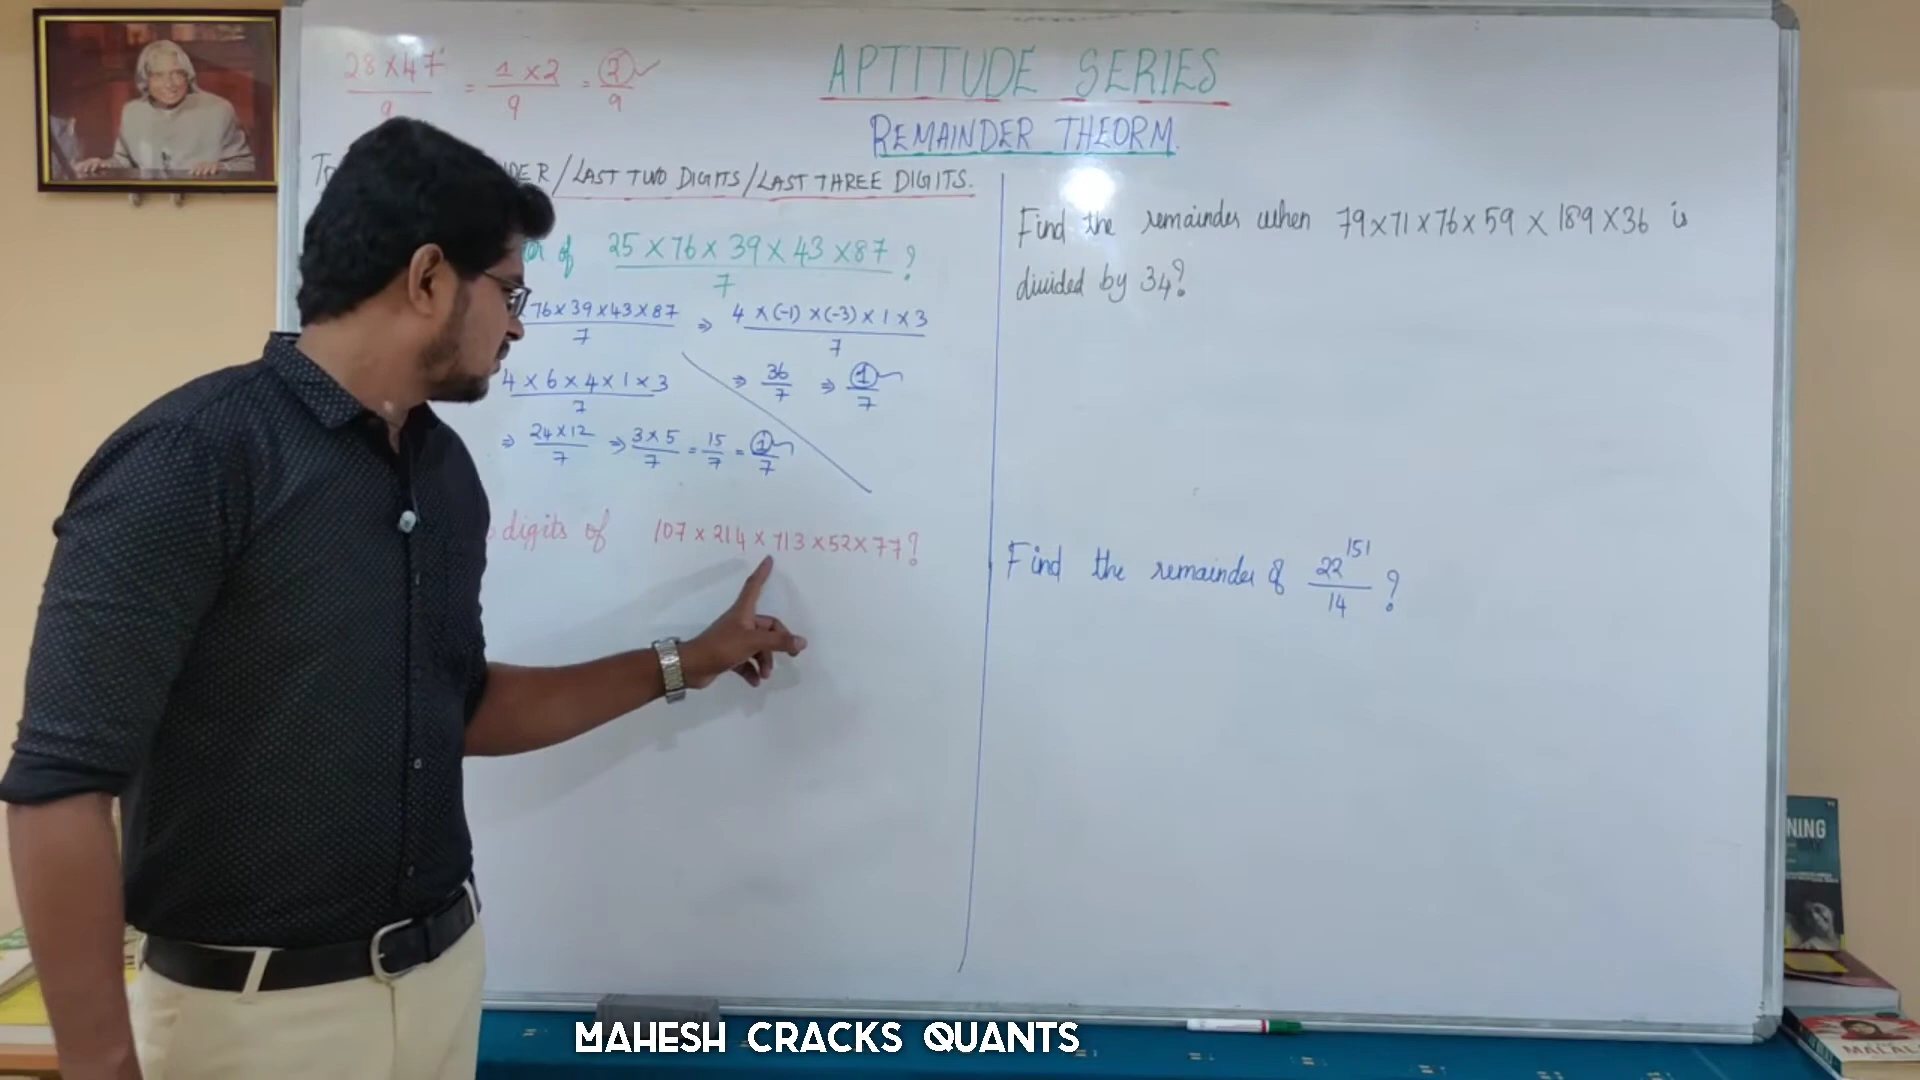 28×47 / 9 = 1×2 / 9 = 2 / 9
APTITUDE SERIES
REMAINDER THEORM.
DER/LAST TWO DIGITS/LAST THREE DIGITS.
of 25×76×39×43×87 / 7 ?
76×39×43×87 / 7 ⇒ 4×(-1)×(-3)×1×3 / 7
4×6×4×1×3 / 7 ⇒ 36/7 ⇒ 1/7
⇒ 24×12 / 7 ⇒ 3×5 / 7 = 15/7 = 1/7
digits of 107×214×713×52×77?
Find the remainder when 79×71×76×59×189×36 is
divided by 34?
Find the remainder of 22^151 / 14 ?
MAHESH CRACKS QUANTS
NING
MALAL